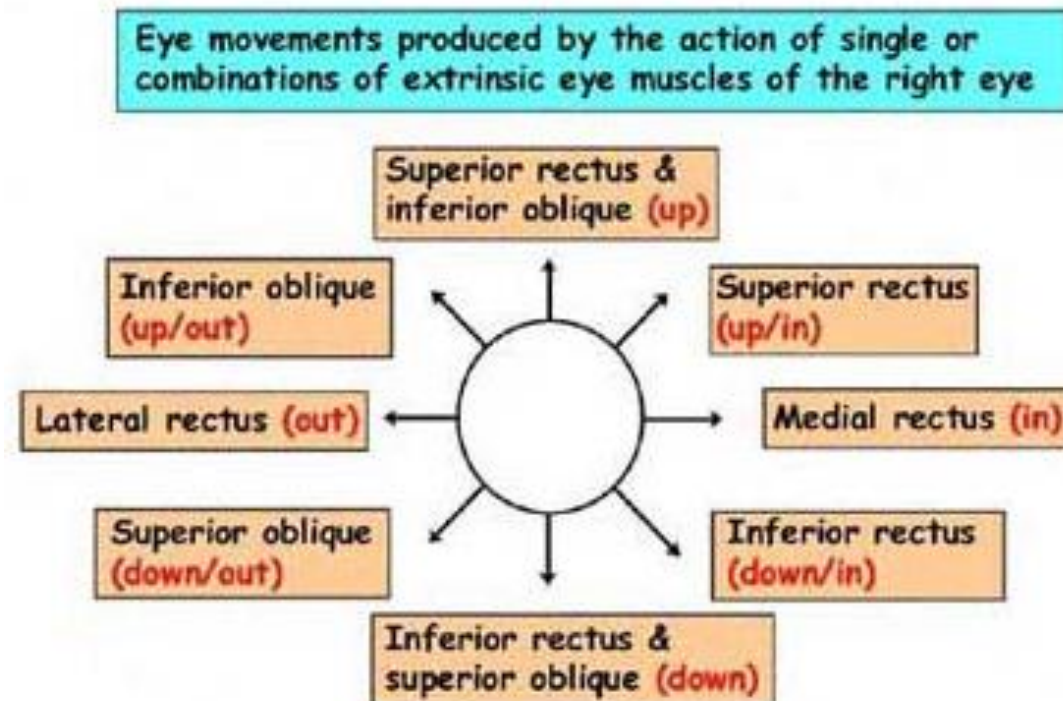 Eye movements produced by the action of single or
combinations of extrinsic eye muscles of the right eye
Superior rectus &
inferior oblique (up)
Inferior oblique
(up/out)
Superior rectus
(up/in)
Lateral rectus (out)
Medial rectus (in)
Superior oblique
(down/out)
Inferior rectus
(down/in)
Inferior rectus &
superior oblique (down)